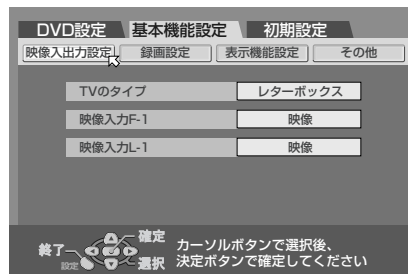 DVD設定 基本機能設定 初期設定
映像入出力設定 録画設定 表示機能設定 その他
TVのタイプ レターボックス
映像入力F-1 映像
映像入力L-1 映像
確定
終了
設定 選択
カーソルボタンで選択後、
決定ボタンで確定してください